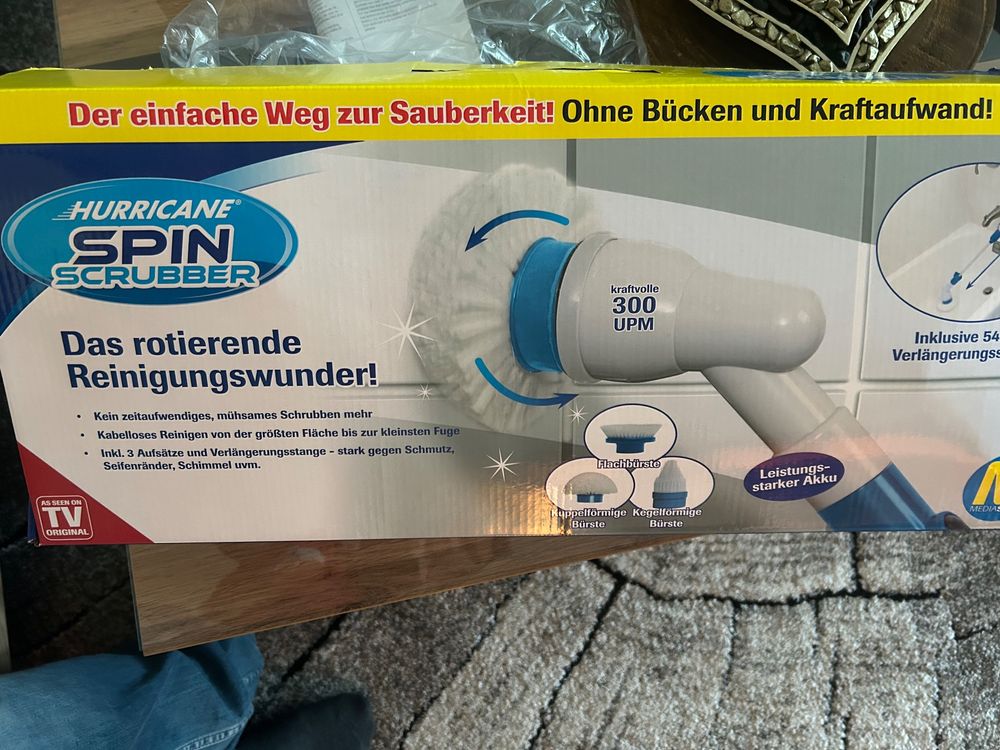 Der einfache Weg zur Sauberkeit! Ohne Bücken und Kraftaufwand!
HURRICANE®
SPIN
SCRUBBER
Das rotierende
Reinigungswunder!
• Kein zeitaufwendiges, mühsames Schrubben mehr
• Kabelloses Reinigen von der größten Fläche bis zur kleinsten Fuge
• Inkl. 3 Aufsätze und Verlängerungsstange – stark gegen Schmutz,
Seifenränder, Schimmel uvm.
AS SEEN ON
TV
ORIGINAL
kraftvolle
300
UPM
Flachbürste
Kuppelförmige
Bürste
Kegelförmige
Bürste
Leistungs-
starker Akku
Inklusive 54
Verlängerungss
M
MEDIAS